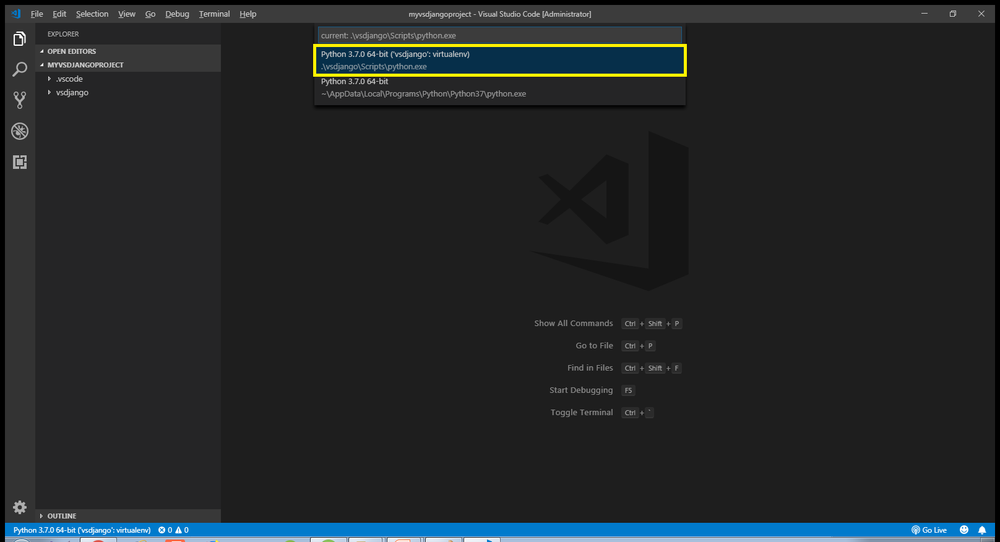 File Edit Selection View Go Debug Terminal Help
myvsdjangoproject - Visual Studio Code [Administrator]
EXPLORER
OPEN EDITORS
MYVSDJANGOPROJECT
.vscode
vsdjango
current: .\vsdjango\Scripts\python.exe
Python 3.7.0 64-bit ('vsdjango': virtualenv)
.\vsdjango\Scripts\python.exe
Python 3.7.0 64-bit
~\AppData\Local\Programs\Python\Python37\python.exe
Show All Commands Ctrl + Shift + P
Go to File Ctrl + P
Find in Files Ctrl + Shift + F
Start Debugging F5
Toggle Terminal Ctrl + `
OUTLINE
Python 3.7.0 64-bit ('vsdjango': virtualenv) 0 0
Go Live